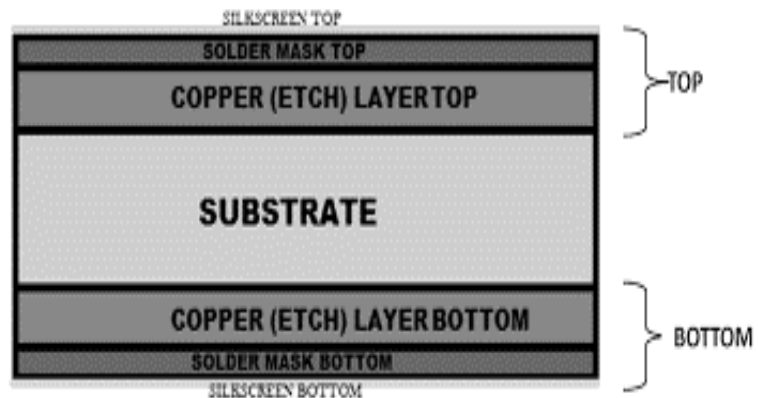 SILKSCREEN TOP
SOLDER MASK TOP
TOP
COPPER (ETCH) LAYER TOP
SUBSTRATE
COPPER (ETCH) LAYER BOTTOM
BOTTOM
SOLDER MASK BOTTOM
SILKSCREEN BOTTOM